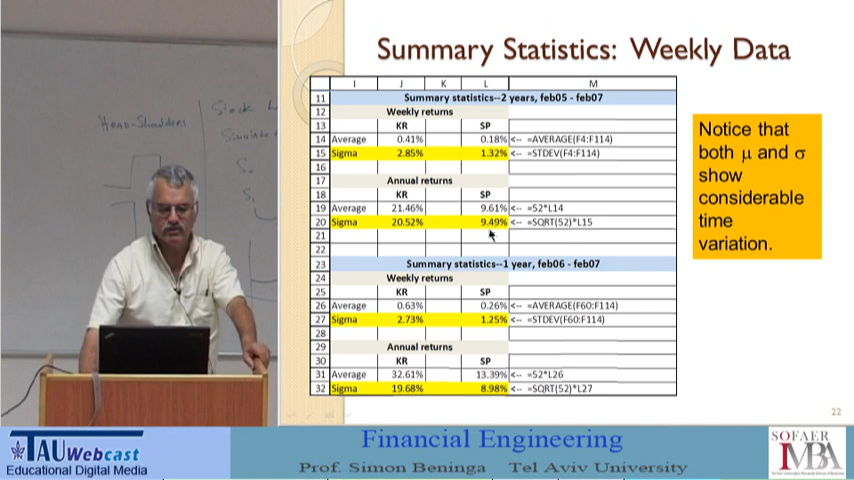 Summary Statistics: Weekly Data
I J K L M
11 Summary statistics--2 years, feb05 - feb07
12 Weekly returns
13 KR SP
14 Average 0.41% 0.18% <-- =AVERAGE(F4:F114)
15 Sigma 2.85% 1.32% <-- =STDEV(F4:F114)
16
17 Annual returns
18 KR SP
19 Average 21.46% 9.61% <-- =52*L14
20 Sigma 20.52% 9.49% <-- =SQRT(52)*L15
21
22
23 Summary statistics--1 year, feb06 - feb07
24 Weekly returns
25 KR SP
26 Average 0.63% 0.26% <-- =AVERAGE(F60:F114)
27 Sigma 2.73% 1.25% <-- =STDEV(F60:F114)
28
29 Annual returns
30 KR SP
31 Average 32.61% 13.39% <-- =52*L26
32 Sigma 19.68% 8.98% <-- =SQRT(52)*L27
Notice that
both μ and σ
show
considerable
time
variation.
HEAD-SHOULDERS
Stock
22
TAU Webcast
Educational Digital Media
Financial Engineering
Prof. Simon Beninga Tel Aviv University
SOFAER
IMBA